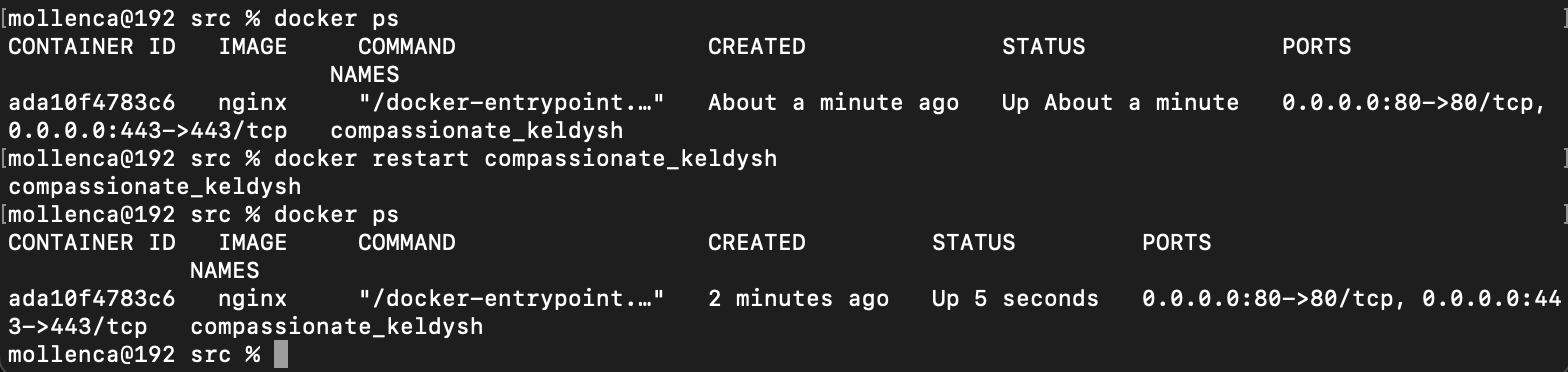 [mollenca@192 src % docker ps ]
CONTAINER ID   IMAGE     COMMAND                  CREATED              STATUS              PORTS
                       NAMES
ada10f4783c6   nginx     "/docker-entrypoint.…"   About a minute ago   Up About a minute   0.0.0.0:80->80/tcp,
0.0.0.0:443->443/tcp   compassionate_keldysh
[mollenca@192 src % docker restart compassionate_keldysh ]
compassionate_keldysh
[mollenca@192 src % docker ps ]
CONTAINER ID   IMAGE     COMMAND                  CREATED         STATUS         PORTS
             NAMES
ada10f4783c6   nginx     "/docker-entrypoint.…"   2 minutes ago   Up 5 seconds   0.0.0.0:80->80/tcp, 0.0.0.0:44
3->443/tcp   compassionate_keldysh
mollenca@192 src %